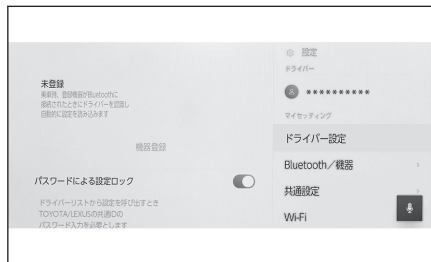 未登録
乗車時、登録機器がBluetoothに
接続されたときにドライバーを認識し
自動的に設定を読み込みます
機器登録
パスワードによる設定ロック
ドライバーリストから設定を呼び出すとき
TOYOTA/LEXUSの共通IDの
パスワード入力を必要とします
設定
ドライバー
**********
マイセッティング
ドライバー設定
Bluetooth／機器
共通設定
Wi-Fi